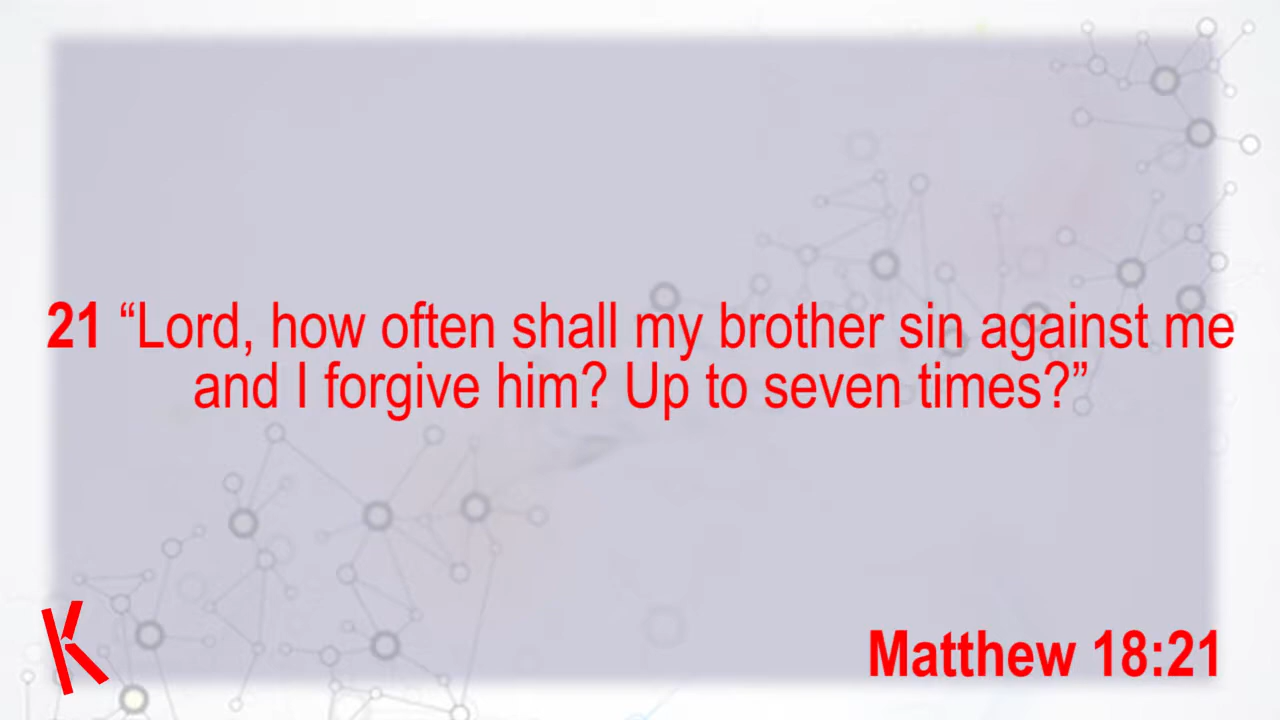 21 “Lord, how often shall my brother sin against me
and I forgive him? Up to seven times?”
K
Matthew 18:21